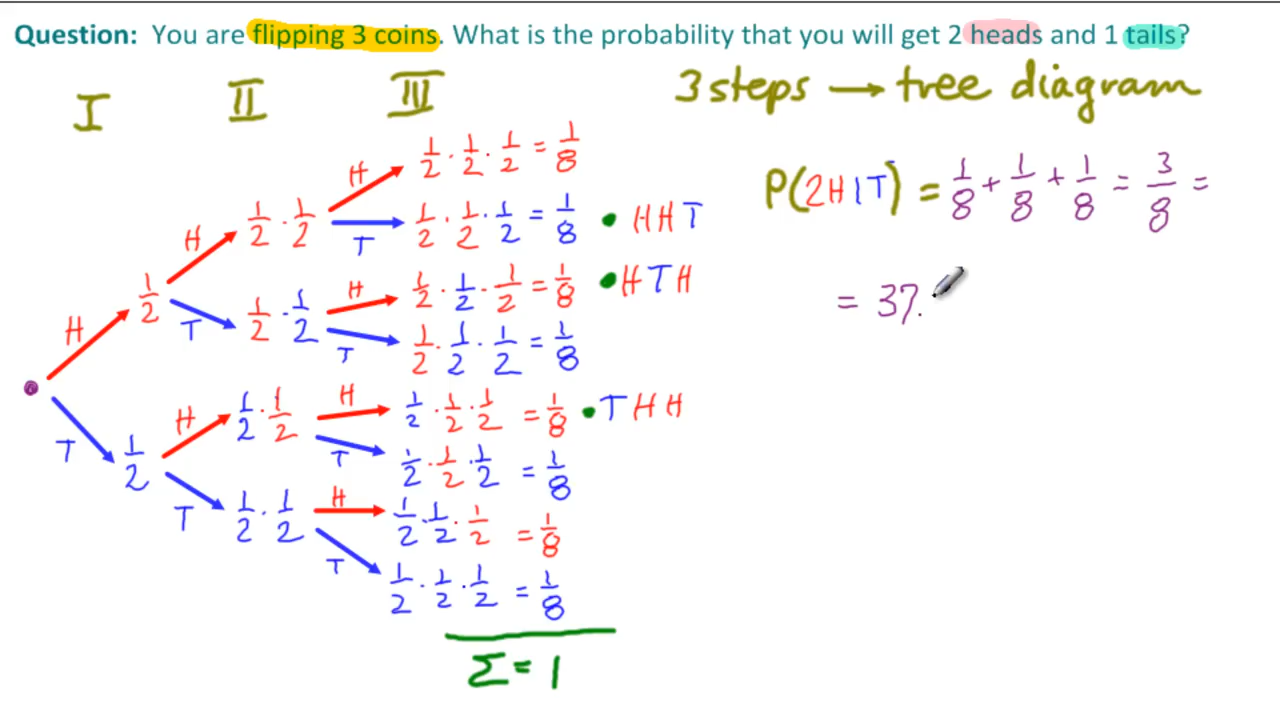 Question: You are flipping 3 coins. What is the probability that you will get 2 heads and 1 tails?
I II III
3 steps → tree diagram
H 1/2 · 1/2 · 1/2 = 1/8
H 1/2 · 1/2
T 1/2 · 1/2 · 1/2 = 1/8 • HHT
H 1/2
H 1/2 · 1/2 · 1/2 = 1/8 • HTH
T 1/2 · 1/2
T 1/2 · 1/2 · 1/2 = 1/8
H 1/2 · 1/2 · 1/2 = 1/8 • THH
H 1/2 · 1/2
T 1/2 · 1/2 · 1/2 = 1/8
T 1/2
H 1/2 · 1/2 · 1/2 = 1/8
T 1/2 · 1/2
T 1/2 · 1/2 · 1/2 = 1/8
Σ = 1
P(2H1T) = 1/8 + 1/8 + 1/8 = 3/8 =
= 37.